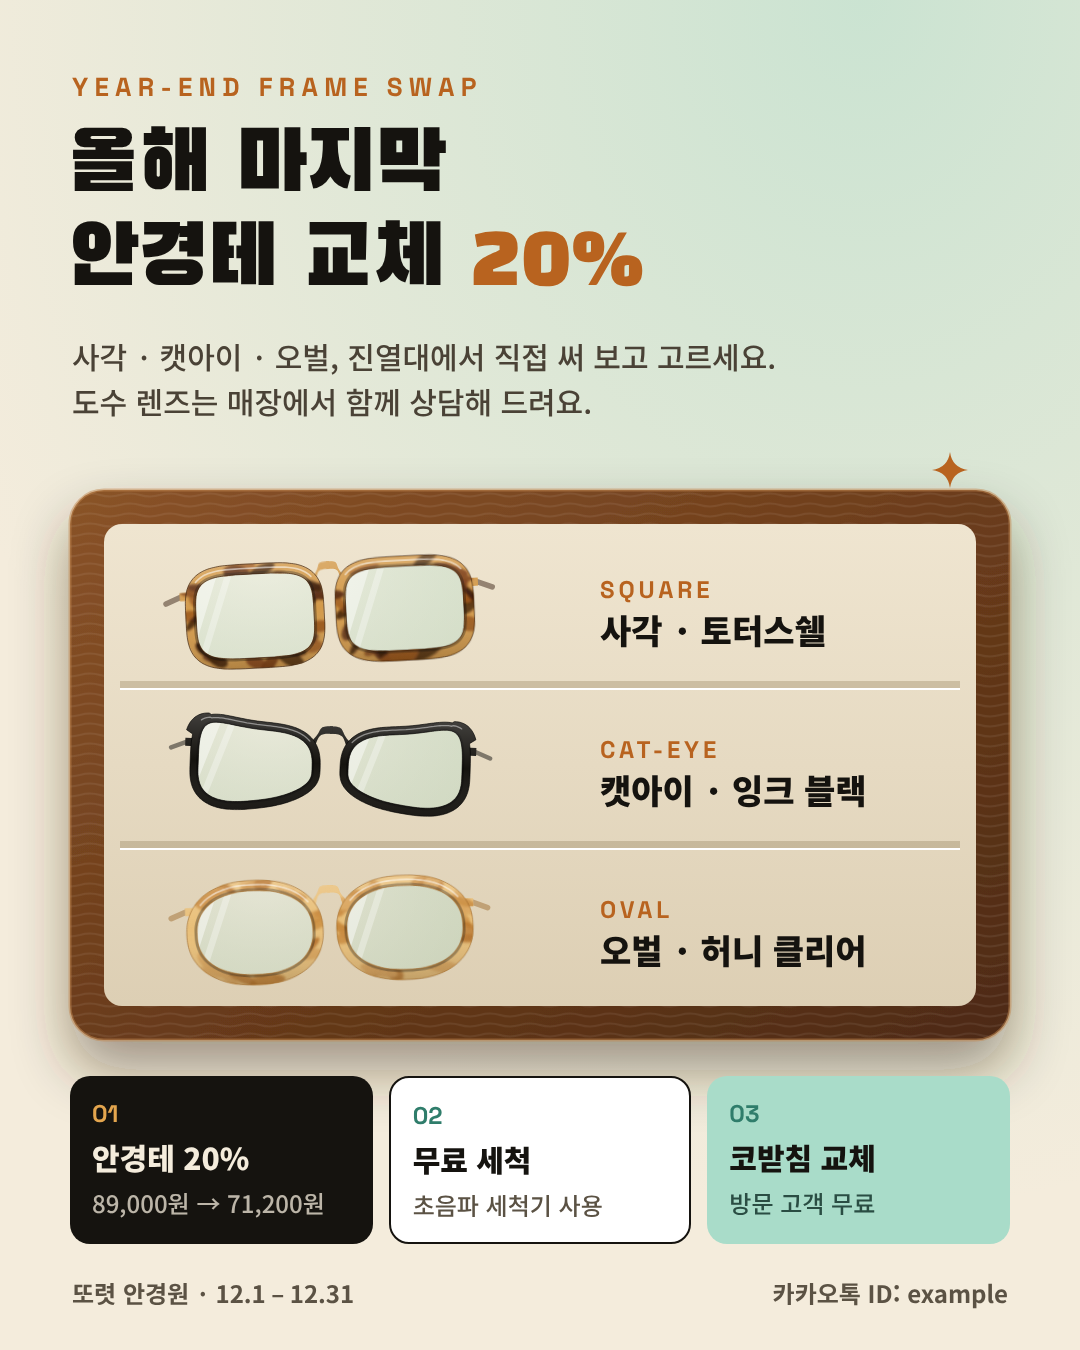 YEAR-END FRAME SWAP
올해 마지막
안경테 교체 20%
사각 · 캣아이 · 오벌, 진열대에서 직접 써 보고 고르세요.
도수 렌즈는 매장에서 함께 상담해 드려요.
SQUARE
사각 · 토터스쉘
CAT-EYE
캣아이 · 잉크 블랙
OVAL
오벌 · 허니 클리어
01
안경테 20%
89,000원 → 71,200원
02
무료 세척
초음파 세척기 사용
03
코받침 교체
방문 고객 무료
또렷 안경원 · 12.1 – 12.31
카카오톡 ID: example